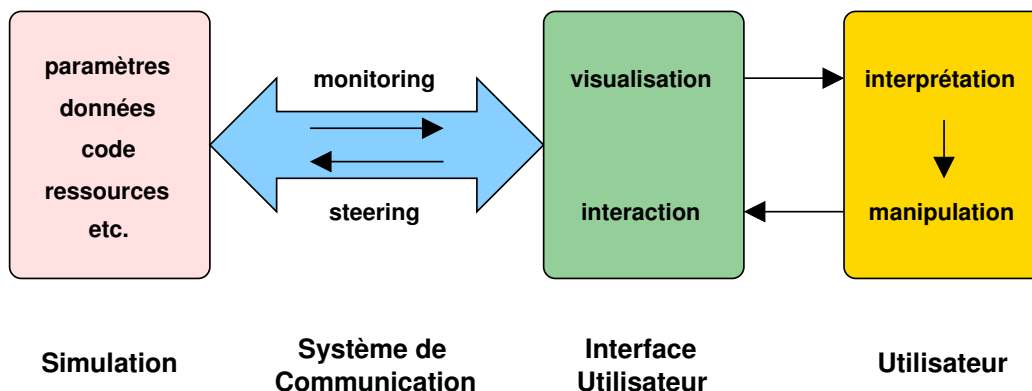 paramètres
données
code
ressources
etc.
monitoring
steering
visualisation
interaction
interprétation
manipulation
Simulation
Système de
Communication
Interface
Utilisateur
Utilisateur